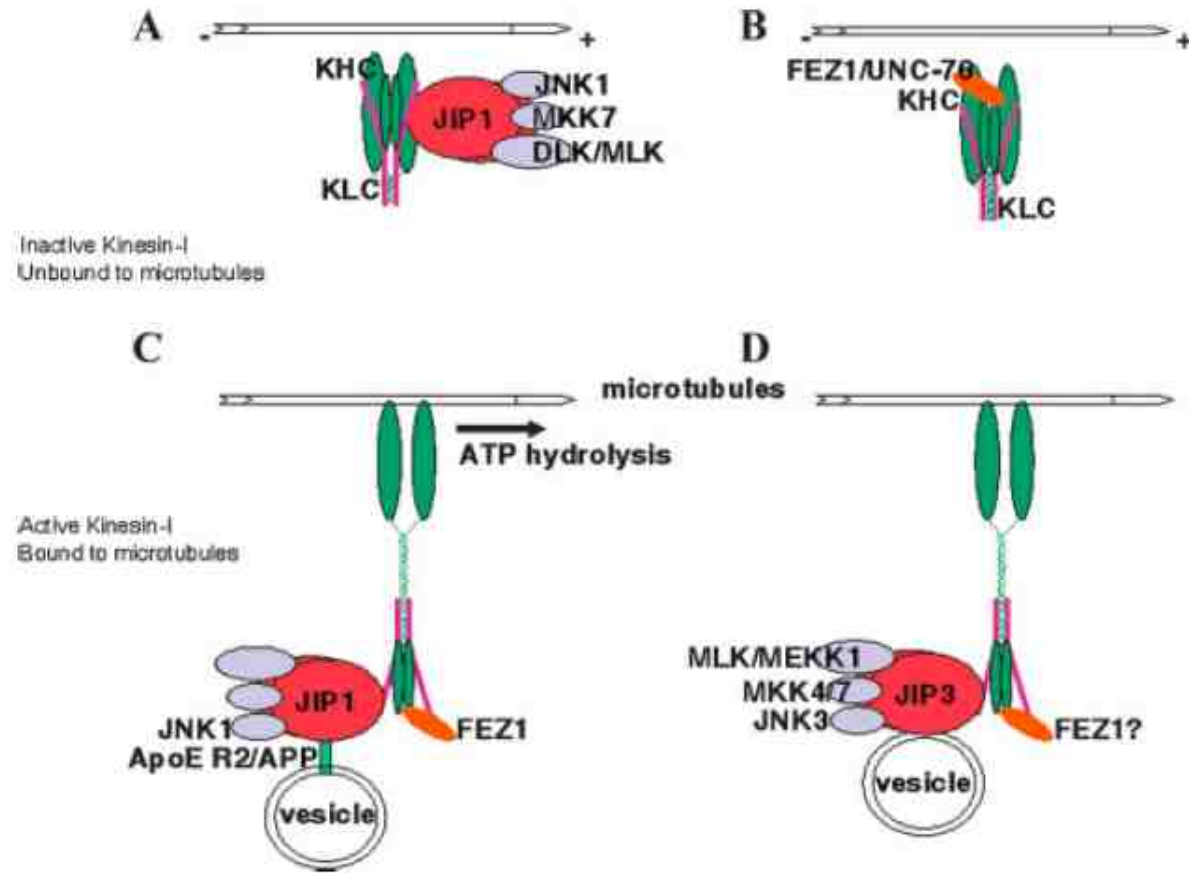 A
B
-
+
-
+
KHC
JIP1
JNK1
MKK7
DLK/MLK
KLC
FEZ1/UNC-76
KHC
KLC
Inactive Kinesin-I
Unbound to microtubules
C
D
microtubules
ATP hydrolysis
Active Kinesin-I
Bound to microtubules
JIP1
JNK1
FEZ1
ApoE R2/APP
vesicle
MLK/MEKK1
MKK4/7
JIP3
JNK3
FEZ1?
vesicle